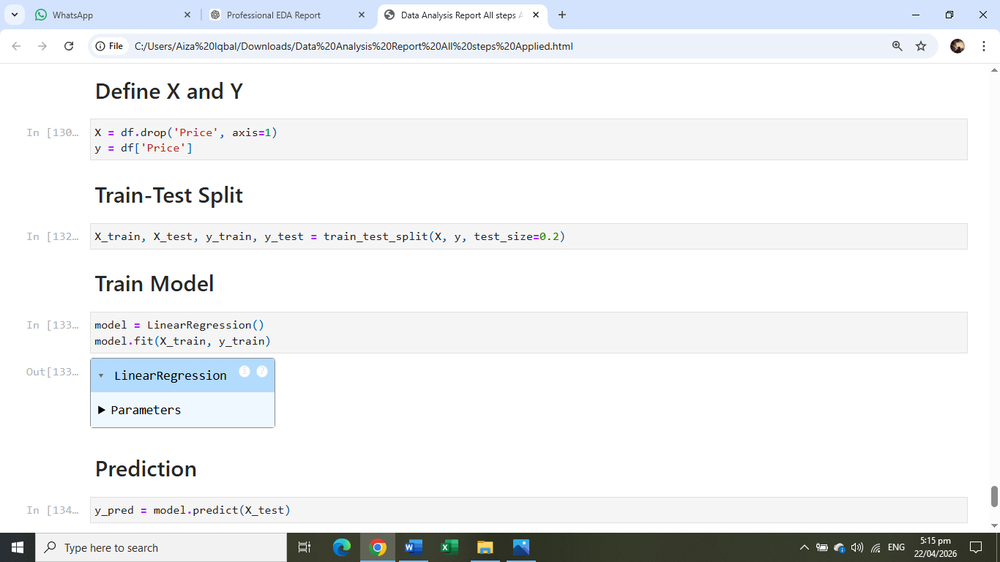 WhatsApp
Professional EDA Report
Data Analysis Report All steps A
File
C:/Users/Aiza%20Iqbal/Downloads/Data%20Analysis%20Report%20All%20steps%20Applied.html
Define X and Y
In [130…
X = df.drop('Price', axis=1)
y = df['Price']
Train-Test Split
In [132…
X_train, X_test, y_train, y_test = train_test_split(X, y, test_size=0.2)
Train Model
In [133…
model = LinearRegression()
model.fit(X_train, y_train)
Out[133…
LinearRegression
i ?
Parameters
Prediction
In [134…
y_pred = model.predict(X_test)
Type here to search
ENG
5:15 pm
22/04/2026